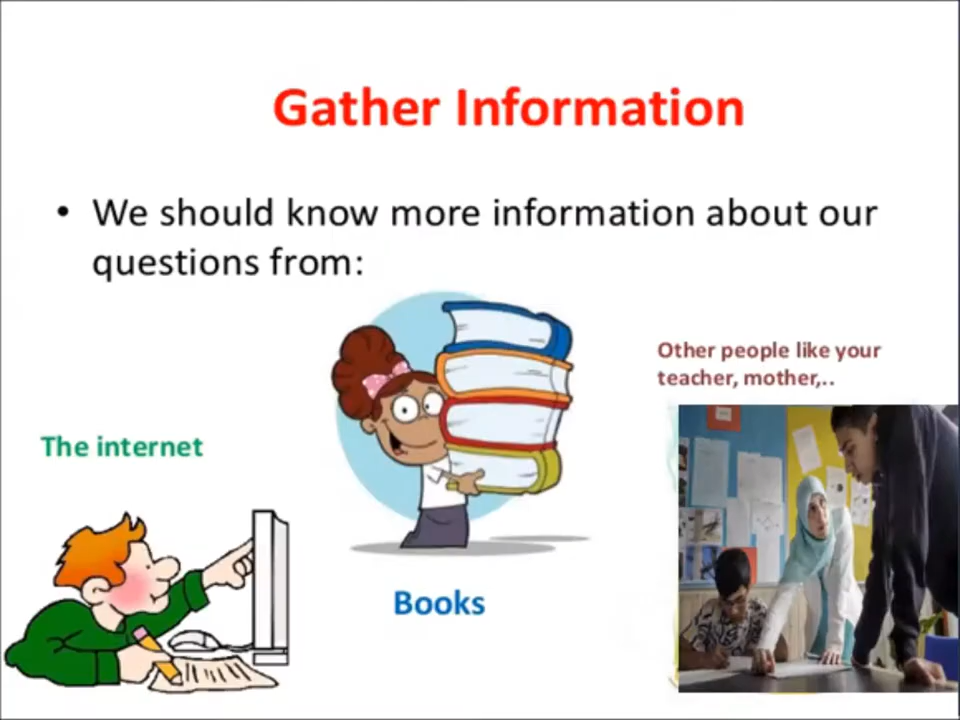 Gather Information
• We should know more information about our
questions from:
Other people like your
teacher, mother,..
The internet
Books